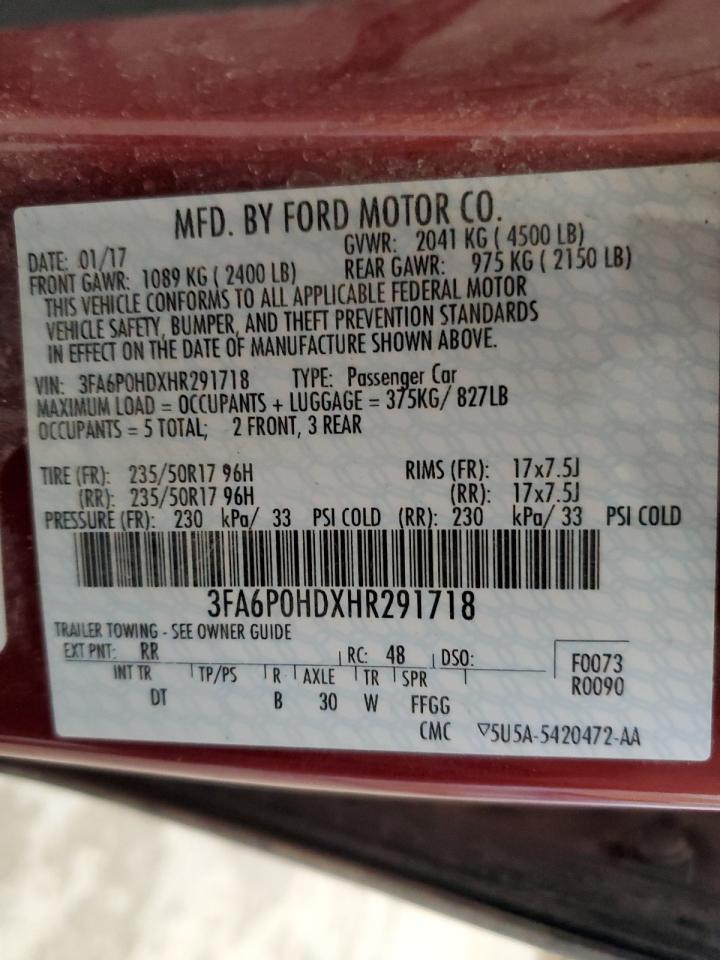 MFD. BY FORD MOTOR CO.
DATE: 01/17 GVWR: 2041 KG ( 4500 LB)
FRONT GAWR: 1089 KG ( 2400 LB) REAR GAWR: 975 KG ( 2150 LB)
THIS VEHICLE CONFORMS TO ALL APPLICABLE FEDERAL MOTOR
VEHICLE SAFETY, BUMPER, AND THEFT PREVENTION STANDARDS
IN EFFECT ON THE DATE OF MANUFACTURE SHOWN ABOVE.
VIN: 3FA6P0HDXHR291718 TYPE: Passenger Car
MAXIMUM LOAD = OCCUPANTS + LUGGAGE = 375KG/ 827LB
OCCUPANTS = 5 TOTAL; 2 FRONT, 3 REAR
TIRE (FR): 235/50R17 96H RIMS (FR): 17x7.5J
(RR): 235/50R17 96H (RR): 17x7.5J
PRESSURE (FR): 230 kPa/ 33 PSI COLD (RR): 230 kPa/ 33 PSI COLD
3FA6P0HDXHR291718
TRAILER TOWING - SEE OWNER GUIDE
EXT PNT: RR RC: 48 DSO: F0073
INT TR TP/PS R AXLE TR SPR R0090
DT B 30 W FFGG
CMC ▽5U5A-5420472-AA